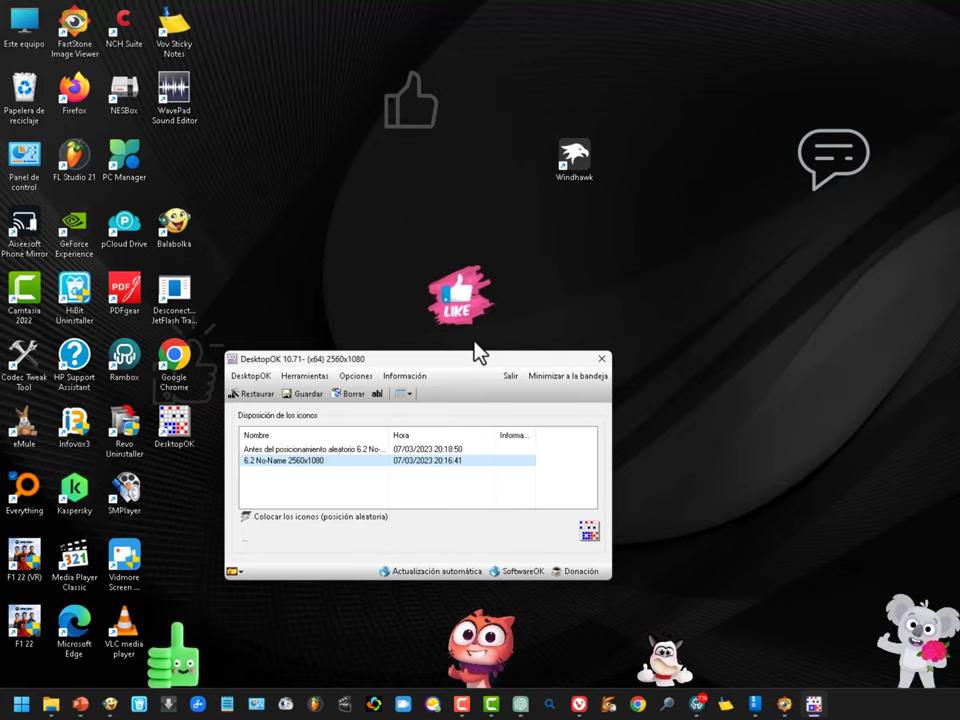 Este equipo
FastStone
Image Viewer
NCH Suite
Vov Sticky
Notes
Papelera de
reciclaje
Firefox
NESBox
WavePad
Sound Editor
Panel de
control
FL Studio 21
PC Manager
Windhawk
Aiseesoft
Phone Mirror
GeForce
Experience
pCloud Drive
Balabolka
Camtasia
2022
HiBit
Uninstaller
PDF
PDFgear
Desconect...
JetFlash Tra...
LIKE
Codec Tweak
Tool
HP Support
Assistant
Rambox
Google
Chrome
eMule
Infovox3
Revo
Uninstaller
DesktopOK
Everything
Kaspersky
SMPlayer
F1 22 (VR)
321
Media Player
Classic
Vidmore
Screen ...
F1 22
Microsoft
Edge
VLC media
player
DesktopOK 10.71- (x64) 2560x1080
DesktopOK Herramientas Opciones Información Salir Minimizar a la bandeja
Restaurar Guardar Borrar abl
Disposición de los iconos
Nombre Hora Informa...
Antes del posicionamiento aleatorio 6.2 No-... 07/03/2023 20:18:50
6.2 No-Name 2560x1080 07/03/2023 20:16:41
Colocar los iconos (posición aleatoria)
...
Actualización automática SoftwareOK Donación